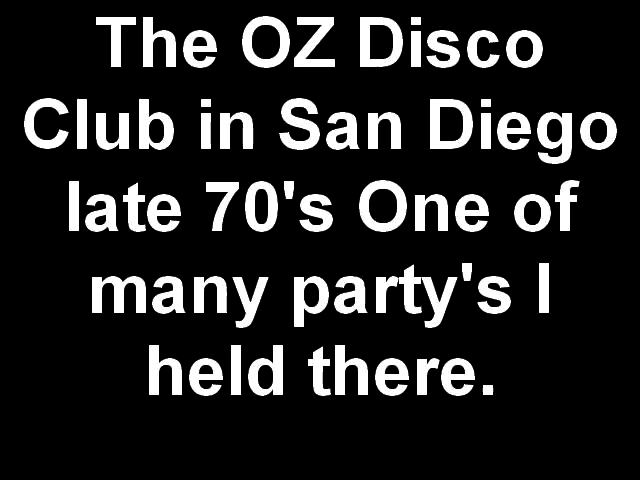 The OZ Disco
Club in San Diego
late 70's One of
many party's I
held there.